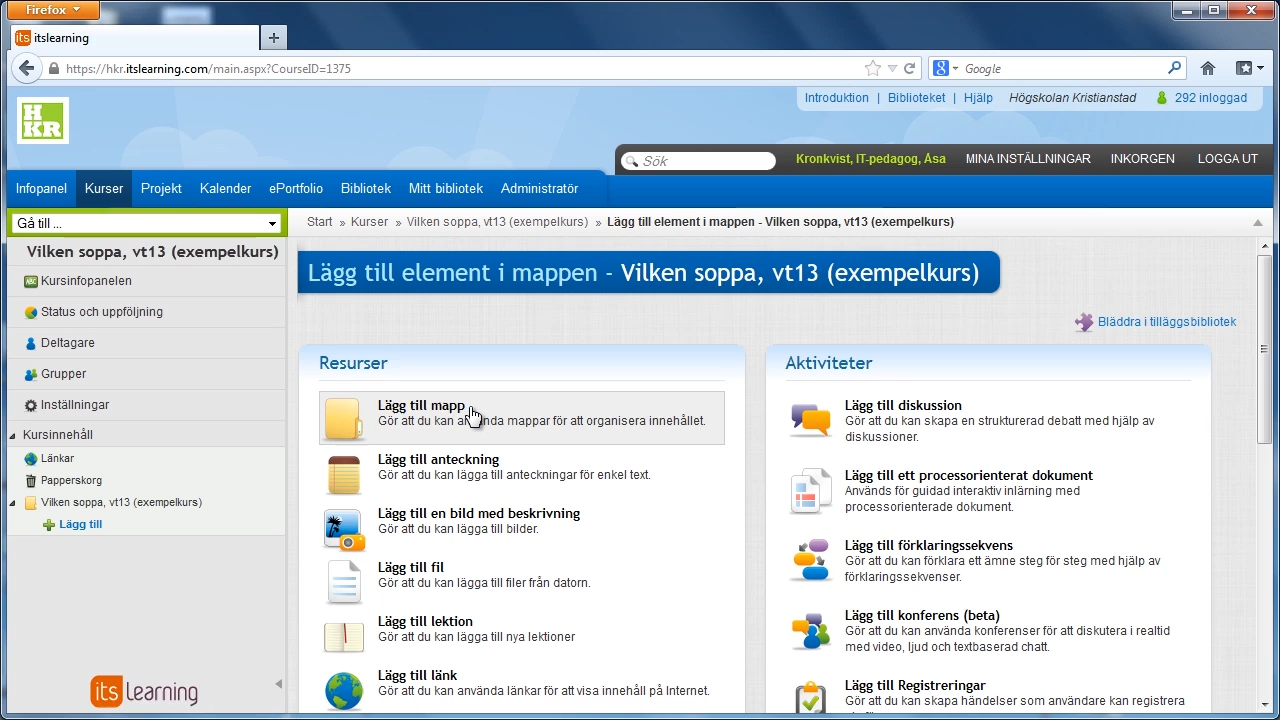 Firefox
itslearning
https://hkr.itslearning.com/main.aspx?CourseID=1375
Google
Introduktion | Biblioteket | Hjälp Högskolan Kristianstad 292 inloggad
HKR
Sök
Kronkvist, IT-pedagog, Åsa MINA INSTÄLLNINGAR INKORGEN LOGGA UT
Infopanel Kurser Projekt Kalender ePortfolio Bibliotek Mitt bibliotek Administratör
Gå till ...
Start » Kurser » Vilken soppa, vt13 (exempelkurs) » Lägg till element i mappen - Vilken soppa, vt13 (exempelkurs)
Vilken soppa, vt13 (exempelkurs)
Kursinfopanelen
Status och uppföljning
Deltagare
Grupper
Inställningar
Kursinnehåll
Länkar
Papperskorg
Vilken soppa, vt13 (exempelkurs)
Lägg till
its learning
Lägg till element i mappen - Vilken soppa, vt13 (exempelkurs)
Bläddra i tilläggsbibliotek
Resurser
Lägg till mapp
Gör att du kan använda mappar för att organisera innehållet.
Lägg till anteckning
Gör att du kan lägga till anteckningar för enkel text.
Lägg till en bild med beskrivning
Gör att du kan lägga till bilder.
Lägg till fil
Gör att du kan lägga till filer från datorn.
Lägg till lektion
Gör att du kan lägga till nya lektioner
Lägg till länk
Gör att du kan använda länkar för att visa innehåll på Internet.
Aktiviteter
Lägg till diskussion
Gör att du kan skapa en strukturerad debatt med hjälp av
diskussioner.
Lägg till ett processorienterat dokument
Används för guidad interaktiv inlärning med
processorienterade dokument.
Lägg till förklaringssekvens
Gör att du kan förklara ett ämne steg för steg med hjälp av
förklaringssekvenser.
Lägg till konferens (beta)
Gör att du kan använda konferenser för att diskutera i realtid
med video, ljud och textbaserad chatt.
Lägg till Registreringar
Gör att du kan skapa händelser som användare kan registrera